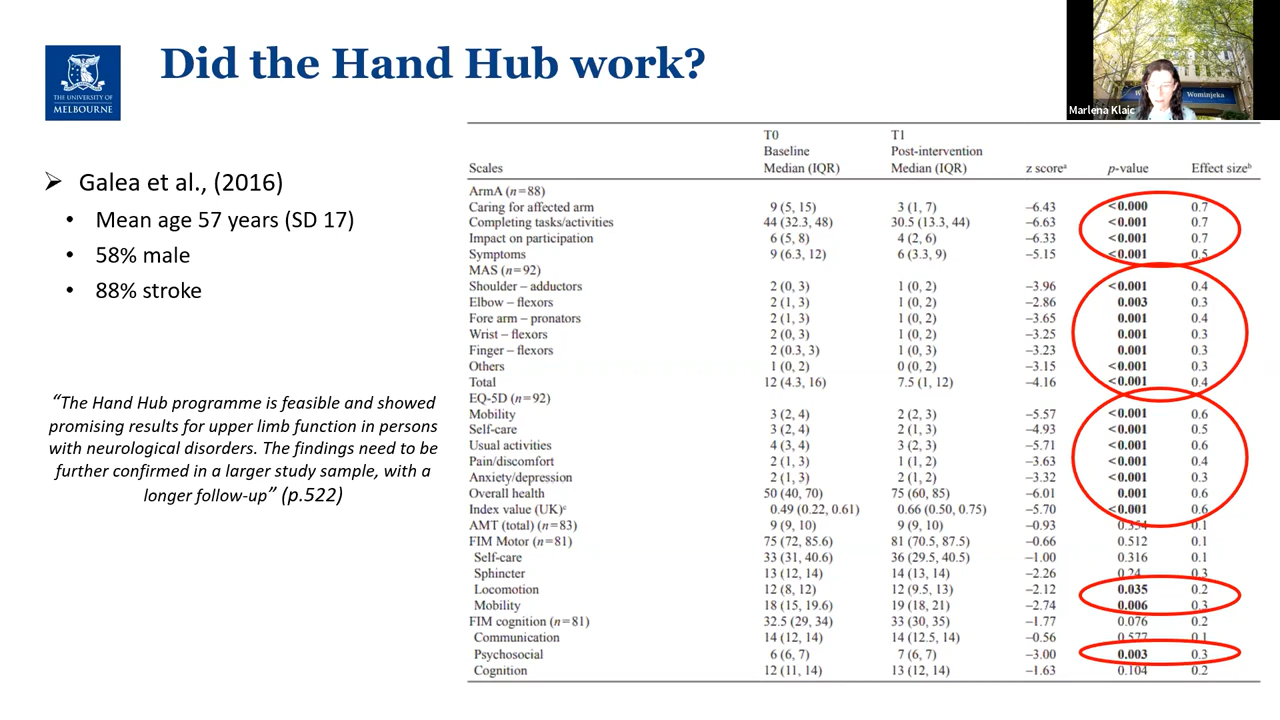 Did the Hand Hub work?
THE UNIVERSITY OF
MELBOURNE
Wominjeka
Marlena Klaic
➢ Galea et al., (2016)
• Mean age 57 years (SD 17)
• 58% male
• 88% stroke
“The Hand Hub programme is feasible and showed
promising results for upper limb function in persons
with neurological disorders. The findings need to be
further confirmed in a larger study sample, with a
longer follow-up” (p.522)
T0 T1
Baseline Post-intervention
Scales Median (IQR) Median (IQR) z scoreᵃ p-value Effect sizeᵇ
ArmA (n=88)
Caring for affected arm 9 (5, 15) 3 (1, 7) −6.43 <0.000 0.7
Completing tasks/activities 44 (32.3, 48) 30.5 (13.3, 44) −6.63 <0.001 0.7
Impact on participation 6 (5, 8) 4 (2, 6) −6.33 <0.001 0.7
Symptoms 9 (6.3, 12) 6 (3.3, 9) −5.15 <0.001 0.5
MAS (n=92)
Shoulder – adductors 2 (0, 3) 1 (0, 2) −3.96 <0.001 0.4
Elbow – flexors 2 (1, 3) 1 (0, 2) −2.86 0.003 0.3
Fore arm – pronators 2 (1, 3) 1 (0, 2) −3.65 0.001 0.4
Wrist – flexors 2 (0, 3) 1 (0, 2) −3.25 0.001 0.3
Finger – flexors 2 (0.3, 3) 1 (0, 3) −3.23 0.001 0.3
Others 1 (0, 2) 0 (0, 2) −3.15 <0.001 0.3
Total 12 (4.3, 16) 7.5 (1, 12) −4.16 <0.001 0.4
EQ-5D (n=92)
Mobility 3 (2, 4) 2 (2, 3) −5.57 <0.001 0.6
Self-care 3 (2, 4) 2 (1, 3) −4.93 <0.001 0.5
Usual activities 4 (3, 4) 3 (2, 3) −5.71 <0.001 0.6
Pain/discomfort 2 (1, 3) 1 (1, 2) −3.63 <0.001 0.4
Anxiety/depression 2 (1, 3) 2 (1, 2) −3.32 <0.001 0.3
Overall health 50 (40, 70) 75 (60, 85) −6.01 0.001 0.6
Index value (UK)ᶜ 0.49 (0.22, 0.61) 0.66 (0.50, 0.75) −5.70 <0.001 0.6
AMT (total) (n=83) 9 (9, 10) 9 (9, 10) −0.93 0.354 0.1
FIM Motor (n=81) 75 (72, 85.6) 81 (70.5, 87.5) −0.66 0.512 0.1
Self-care 33 (31, 40.6) 36 (29.5, 40.5) −1.00 0.316 0.1
Sphincter 13 (12, 14) 14 (13, 14) −2.26 0.24 0.3
Locomotion 12 (8, 12) 12 (9.5, 13) −2.12 0.035 0.2
Mobility 18 (15, 19.6) 19 (18, 21) −2.74 0.006 0.3
FIM cognition (n=81) 32.5 (29, 34) 33 (30, 35) −1.77 0.076 0.2
Communication 14 (12, 14) 14 (12.5, 14) −0.56 0.577 0.1
Psychosocial 6 (6, 7) 7 (6, 7) −3.00 0.003 0.3
Cognition 12 (11, 14) 13 (12, 14) −1.63 0.104 0.2